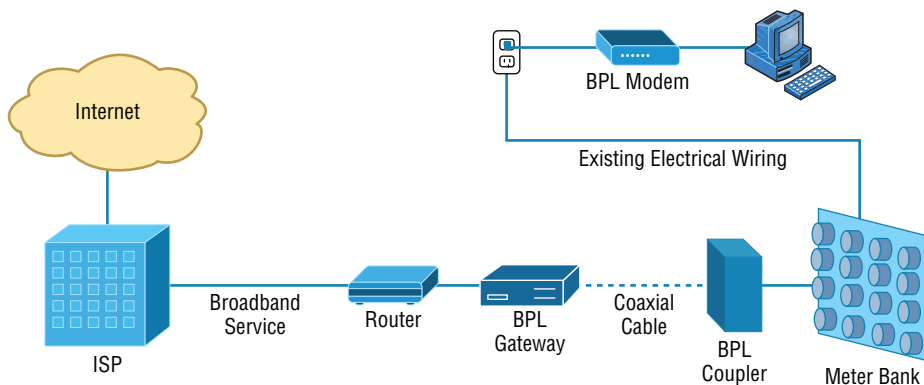 Internet
BPL Modem
Existing Electrical Wiring
Broadband
Service
Router
BPL
Gateway
Coaxial
Cable
ISP
BPL
Coupler
Meter Bank